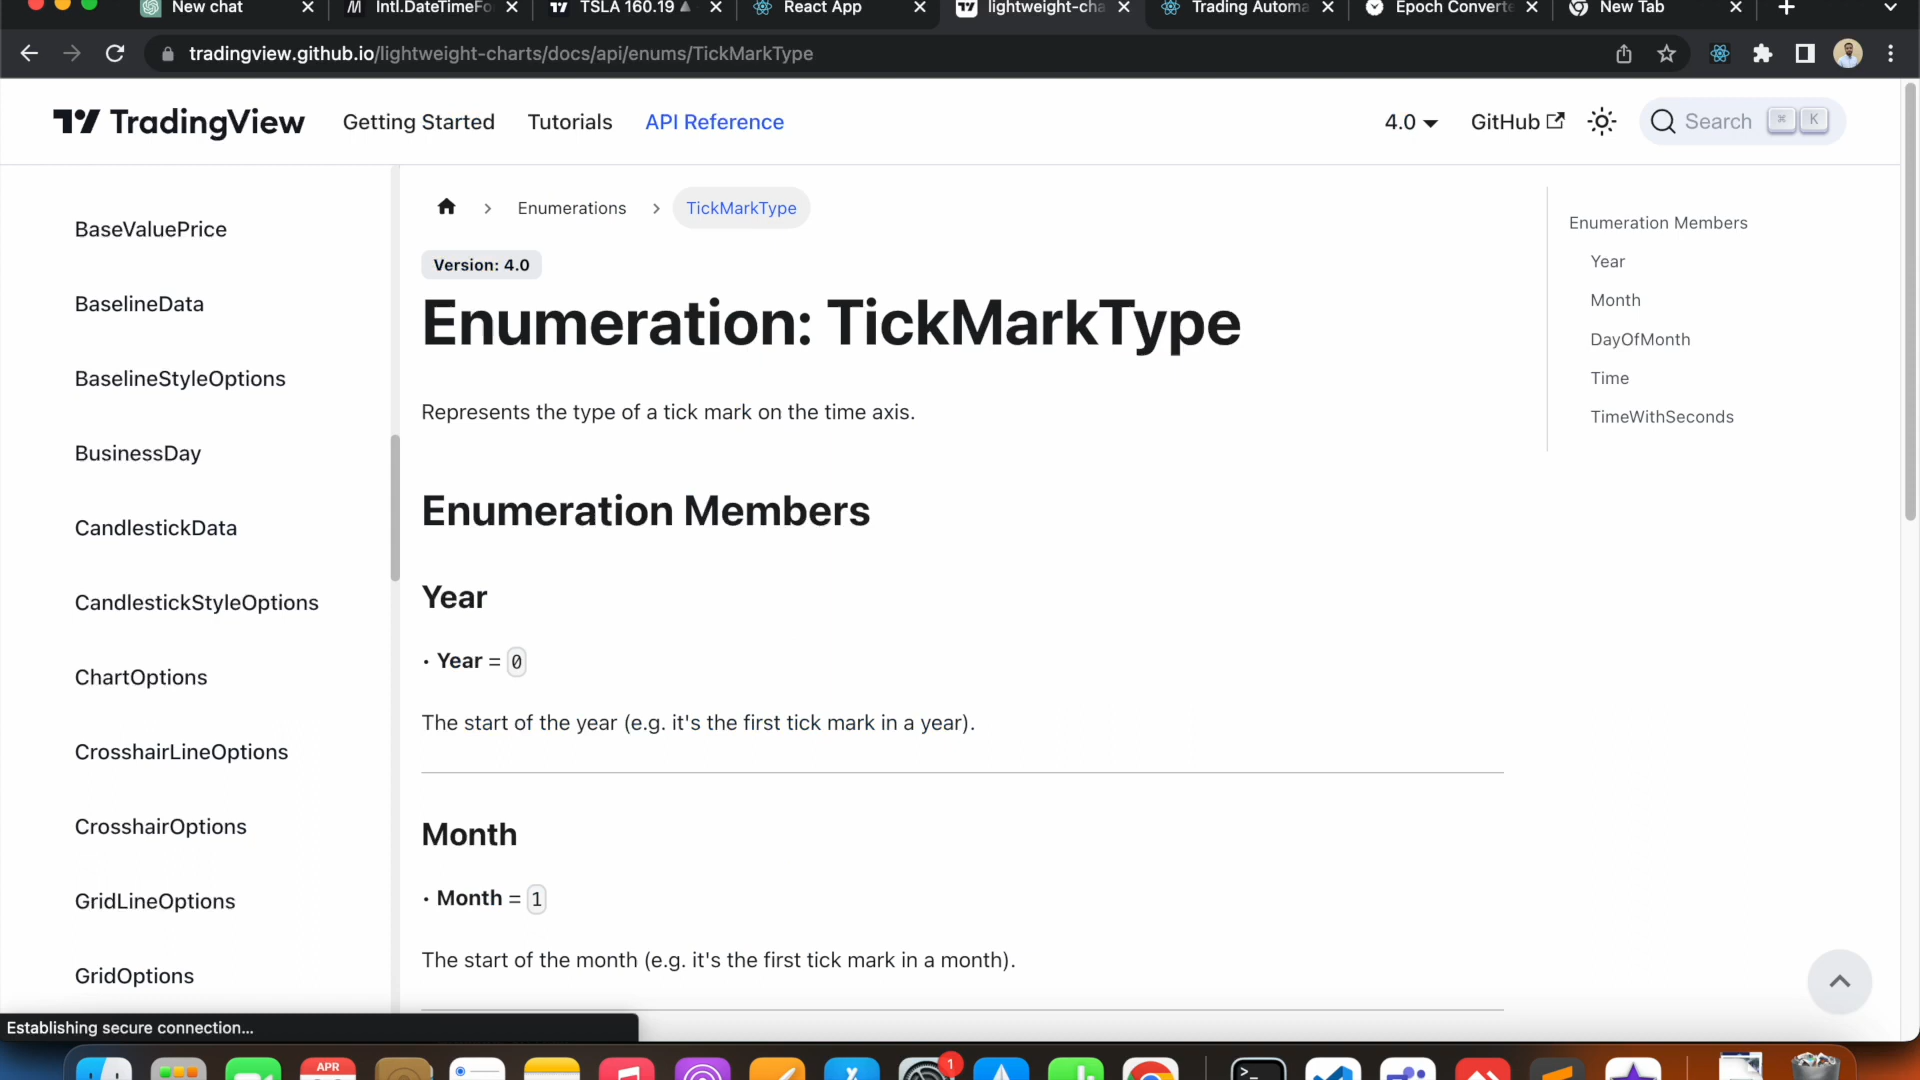 New chat
Intl.DateTimeFo
TSLA 160.19
React App
lightweight-cha
Trading Automa
Epoch Converte
New Tab
tradingview.github.io/lightweight-charts/docs/api/enums/TickMarkType
TradingView
Getting Started
Tutorials
API Reference
4.0
GitHub
Search
⌘
K
BaseValuePrice
BaselineData
BaselineStyleOptions
BusinessDay
CandlestickData
CandlestickStyleOptions
ChartOptions
CrosshairLineOptions
CrosshairOptions
GridLineOptions
GridOptions
Enumerations
TickMarkType
Version: 4.0
Enumeration: TickMarkType
Represents the type of a tick mark on the time axis.
Enumeration Members
Year
• Year = 0
The start of the year (e.g. it's the first tick mark in a year).
Month
• Month = 1
The start of the month (e.g. it's the first tick mark in a month).
Enumeration Members
Year
Month
DayOfMonth
Time
TimeWithSeconds
Establishing secure connection...
APR
1